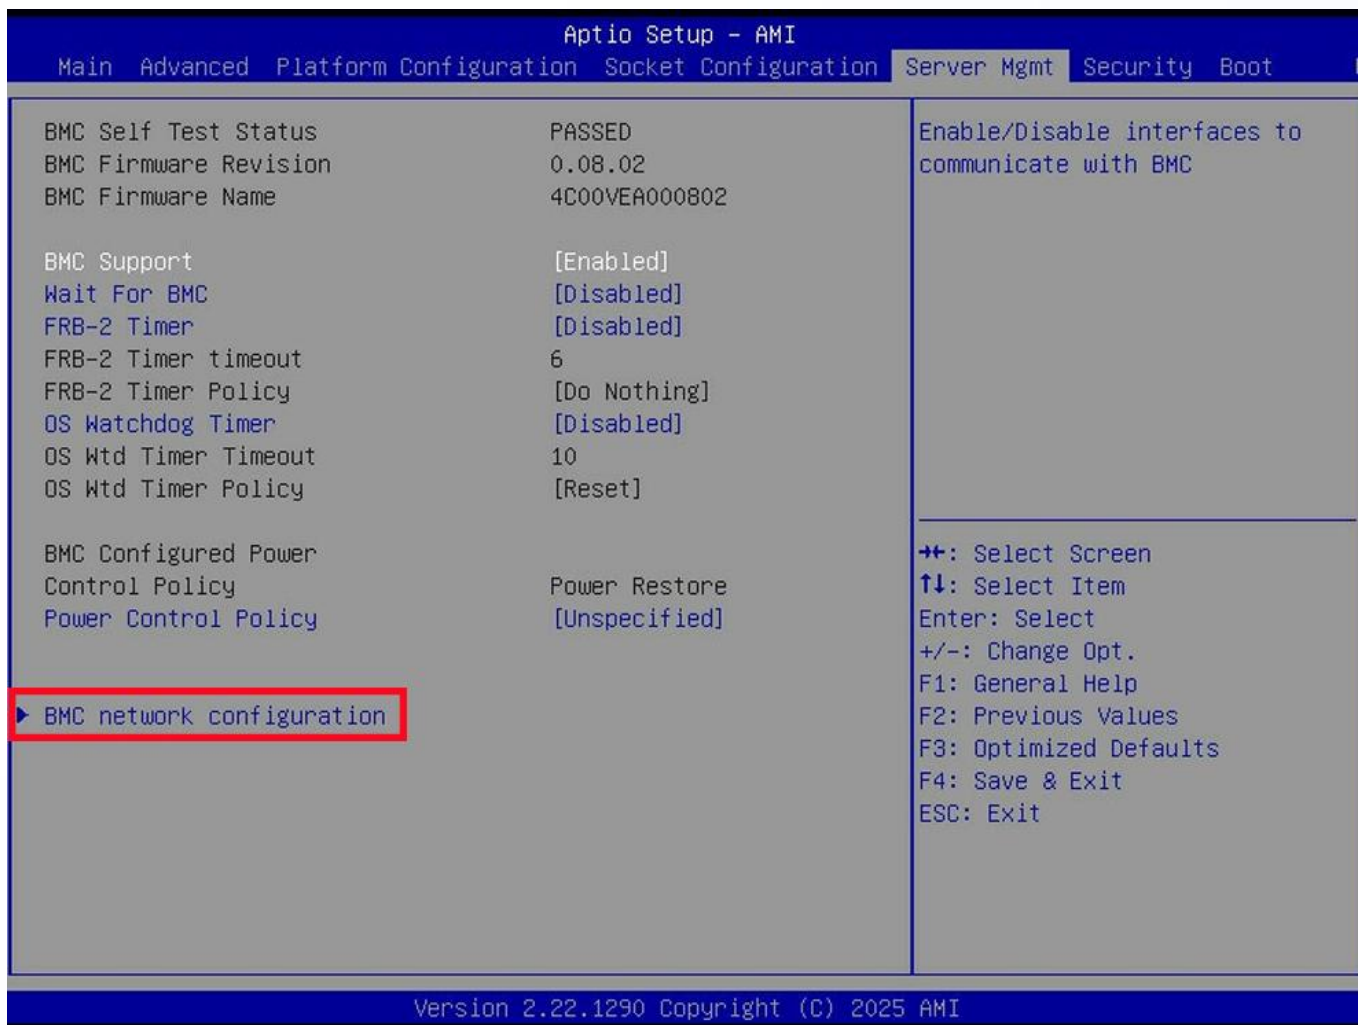 Aptio Setup – AMI
Main Advanced Platform Configuration Socket Configuration Server Mgmt Security Boot
BMC Self Test Status PASSED
BMC Firmware Revision 0.08.02
BMC Firmware Name 4C00VEA000802
BMC Support [Enabled]
Wait For BMC [Disabled]
FRB-2 Timer [Disabled]
FRB-2 Timer timeout 6
FRB-2 Timer Policy [Do Nothing]
OS Watchdog Timer [Disabled]
OS Wtd Timer Timeout 10
OS Wtd Timer Policy [Reset]
BMC Configured Power
Control Policy Power Restore
Power Control Policy [Unspecified]
BMC network configuration
Enable/Disable interfaces to
communicate with BMC
→←: Select Screen
↑↓: Select Item
Enter: Select
+/-: Change Opt.
F1: General Help
F2: Previous Values
F3: Optimized Defaults
F4: Save & Exit
ESC: Exit
Version 2.22.1290 Copyright (C) 2025 AMI